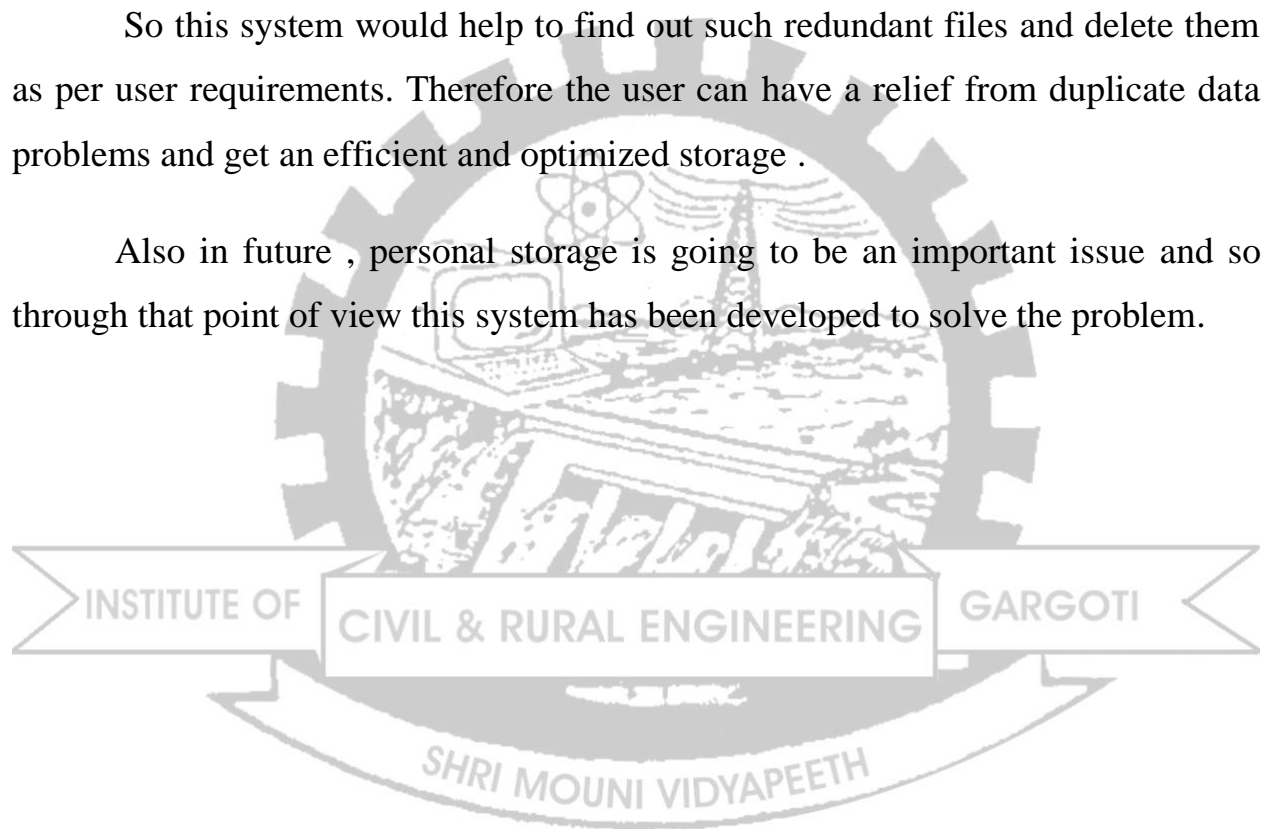 So this system would help to find out such redundant files and delete them
as per user requirements. Therefore the user can have a relief from duplicate data
problems and get an efficient and optimized storage .
Also in future , personal storage is going to be an important issue and so
through that point of view this system has been developed to solve the problem.
INSTITUTE OF
CIVIL & RURAL ENGINEERING
GARGOTI
SHRI MOUNI VIDYAPEETH